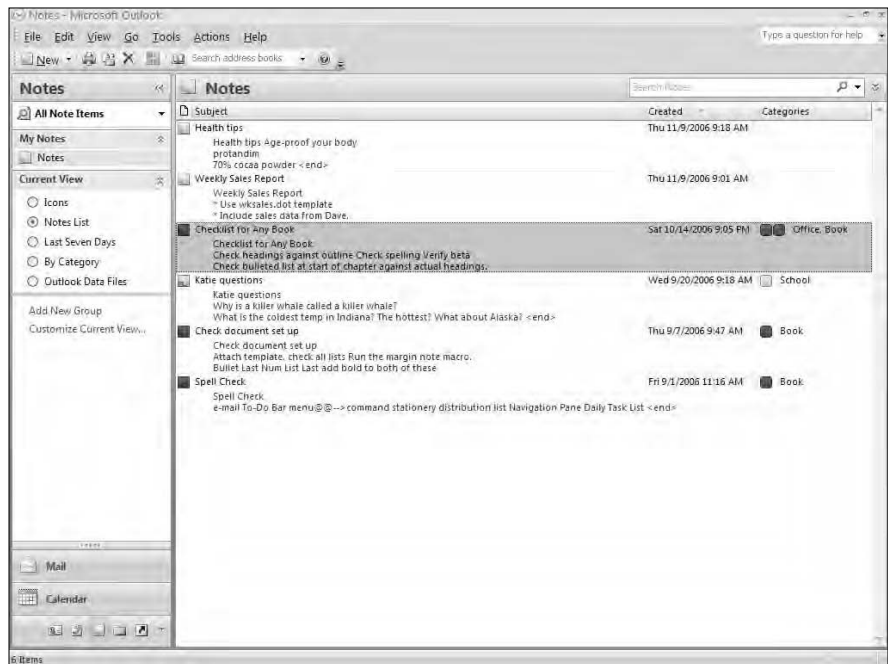 Notes - Microsoft Outlook
File Edit View Go Tools Actions Help
Type a question for help
New
Search address books
Notes
All Note Items
My Notes
Notes
Current View
Icons
Notes List
Last Seven Days
By Category
Outlook Data Files
Add New Group
Customize Current View...
Mail
Calendar
6 Items
Notes
Search Notes
Subject Created Categories
Health tips Thu 11/9/2006 9:18 AM
Health tips Age-proof your body
protandim
70% cocaa powder <end>
Weekly Sales Report Thu 11/9/2006 9:01 AM
Weekly Sales Report
* Use wksales.dot template
* Include sales data from Dave.
Checklist for Any Book Sat 10/14/2006 9:05 PM Office, Book
Checklist for Any Book
Check headings against outline Check spelling Verify beta
Check bulleted list at start of chapter against actual headings.
Katie questions Wed 9/20/2006 9:18 AM School
Katie questions
Why is a killer whale called a killer whale?
What is the coldest temp in Indiana? The hottest? What about Alaska? <end>
Check document set up Thu 9/7/2006 9:47 AM Book
Check document set up
Attach template, check all lists Run the margin note macro.
Bullet Last Num List Last add bold to both of these
Spell Check Fri 9/1/2006 11:16 AM Book
Spell Check
e-mail To-Do Bar menu@@--> command stationery distribution list Navigation Pane Daily Task List <end>